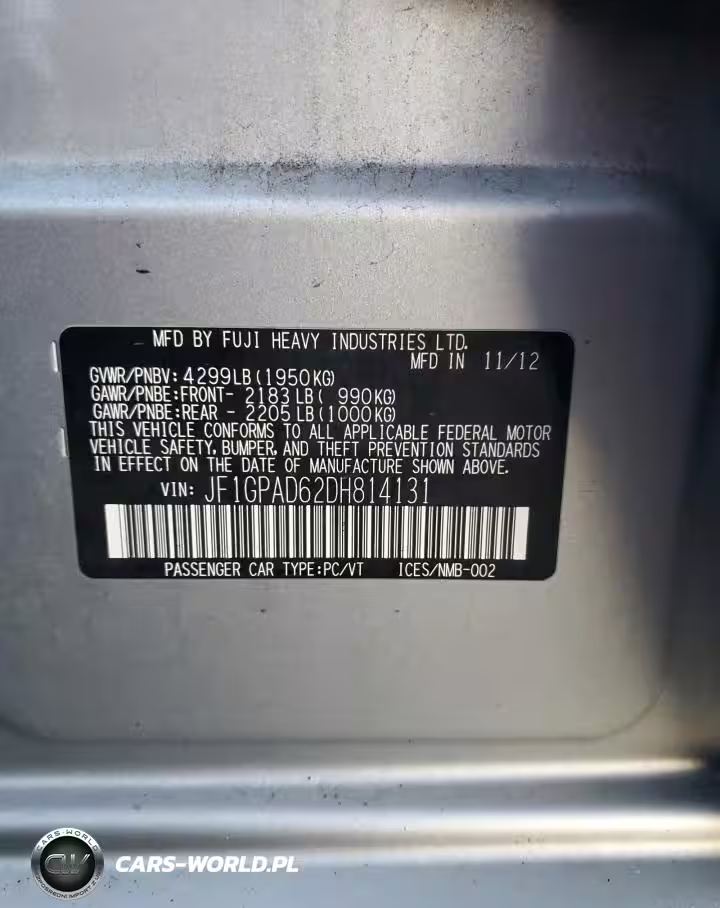 MFD BY FUJI HEAVY INDUSTRIES LTD.
MFD IN 11/12
GVWR/PNBV: 4299LB(1950KG)
GAWR/PNBE:FRONT- 2183LB( 990KG)
GAWR/PNBE:REAR - 2205LB(1000KG)
THIS VEHICLE CONFORMS TO ALL APPLICABLE FEDERAL MOTOR
VEHICLE SAFETY, BUMPER, AND THEFT PREVENTION STANDARDS
IN EFFECT ON THE DATE OF MANUFACTURE SHOWN ABOVE.
VIN: JF1GPAD62DH814131
PASSENGER CAR TYPE:PC/VT ICES/NMB-002
CARS-WORLD
CW
CARS-WORLD.PL